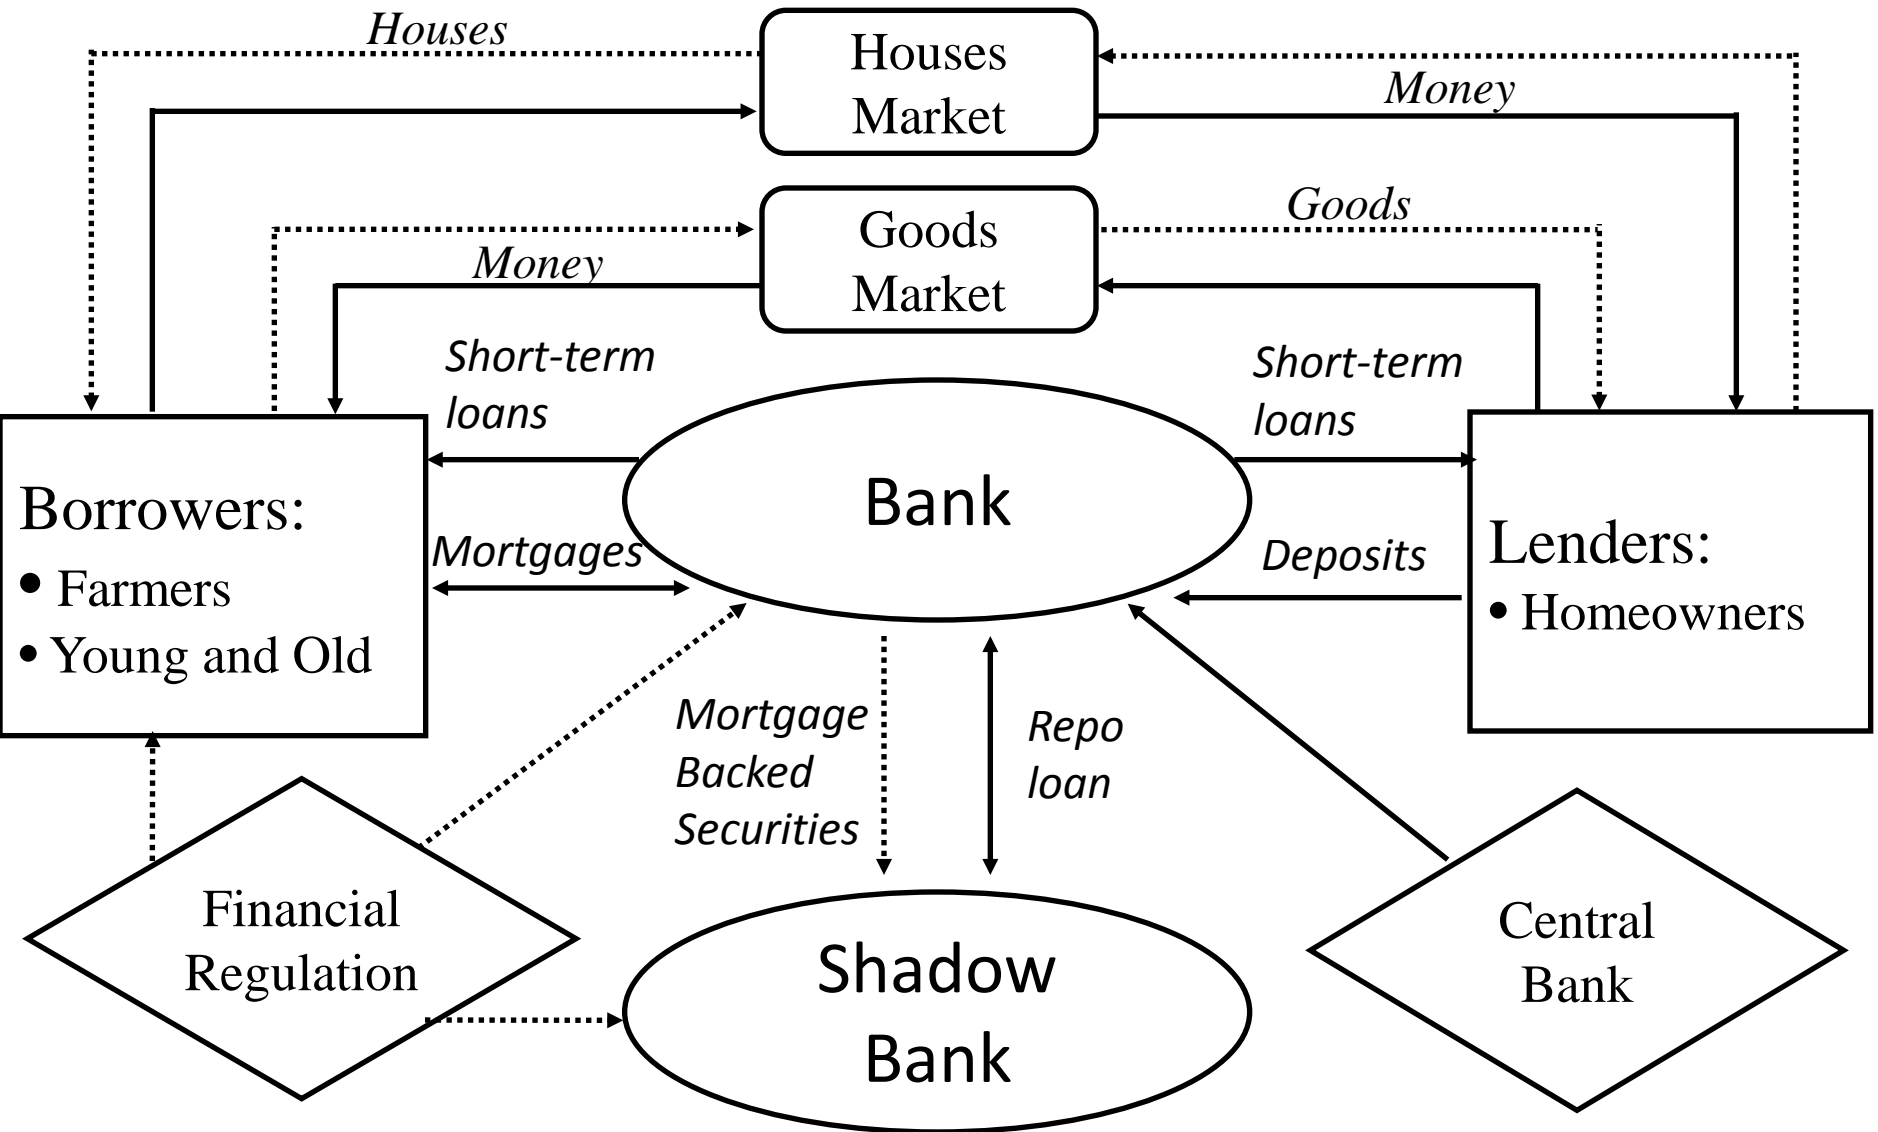 Houses
Houses
Market
Money
Goods
Market
Goods
Money
Short-term
loans
Short-term
loans
Bank
Borrowers:
• Farmers
• Young and Old
Mortgages
Deposits
Lenders:
• Homeowners
Mortgage
Backed
Securities
Repo
loan
Financial
Regulation
Shadow
Bank
Central
Bank